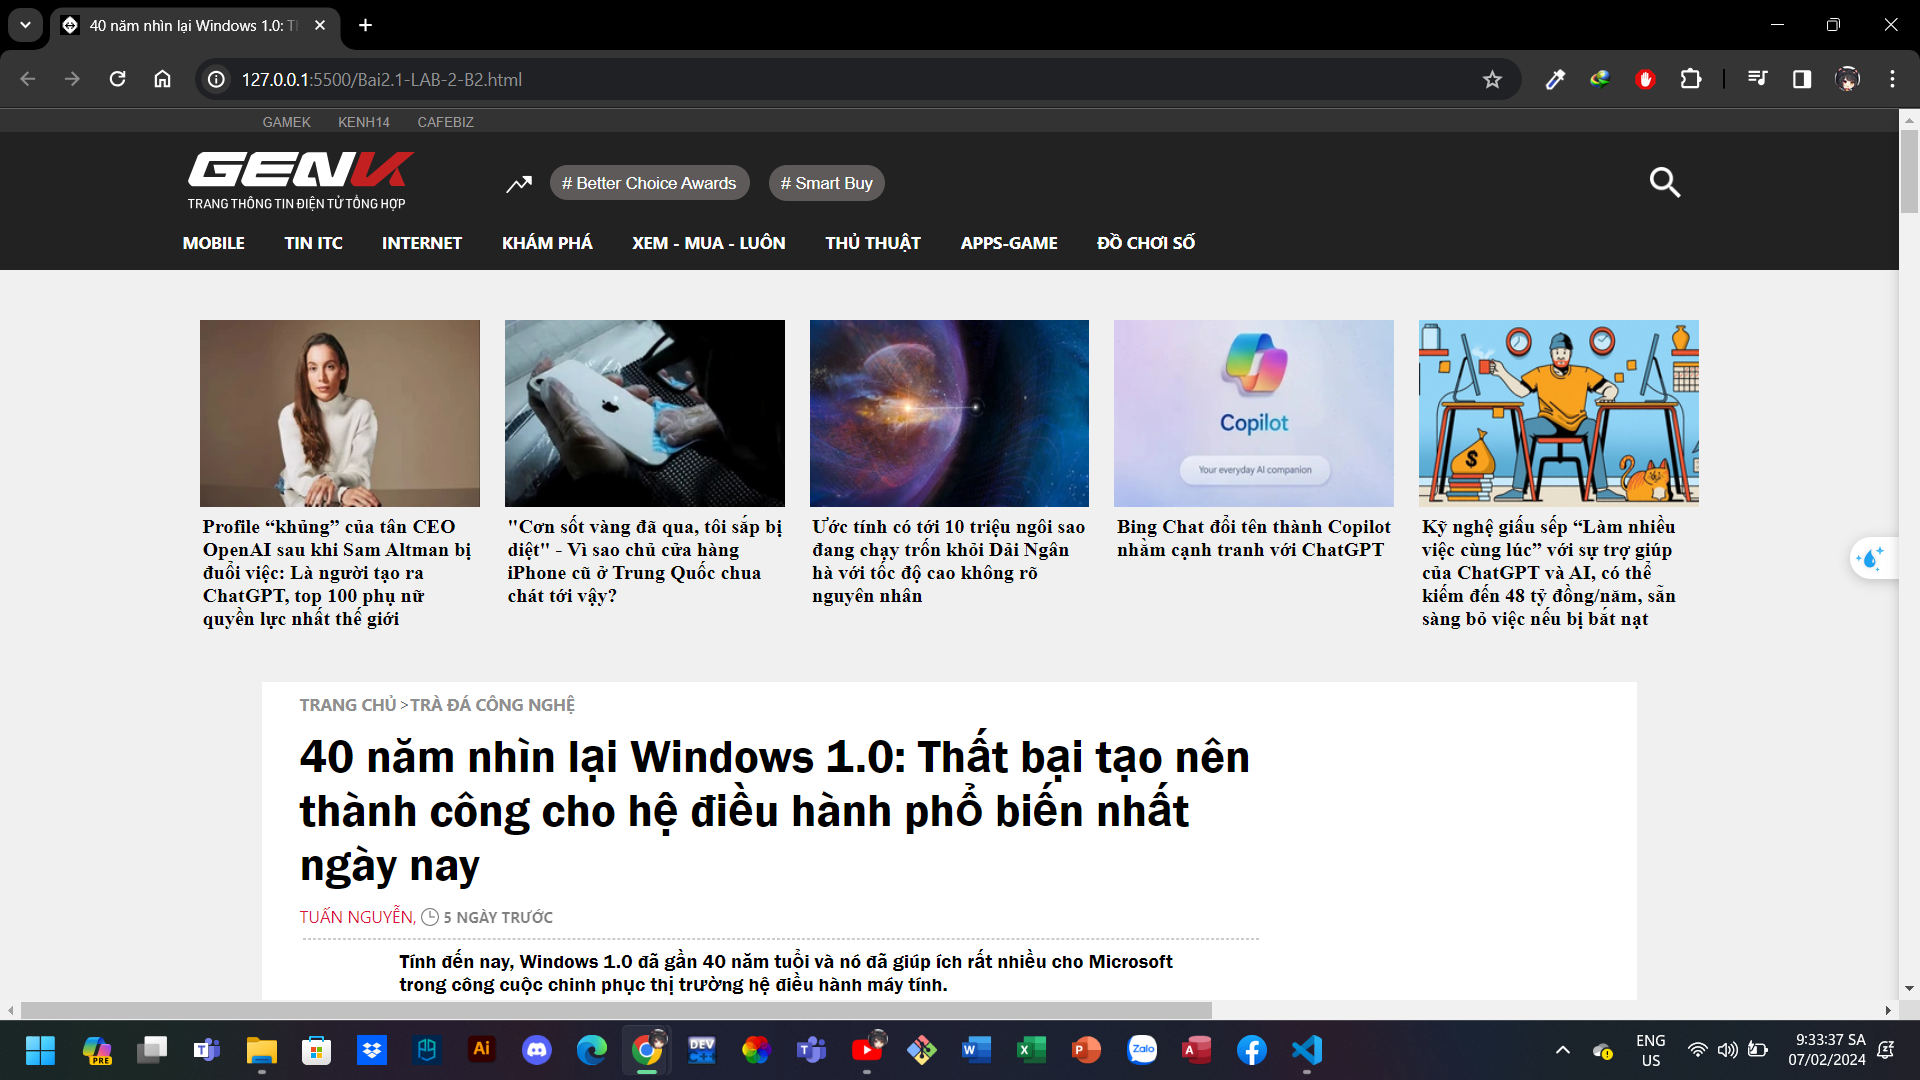 40 năm nhìn lại Windows 1.0: Th
127.0.0.1:5500/Bai2.1-LAB-2-B2.html
GAMEK KENH14 CAFEBIZ
GENK
TRANG THÔNG TIN ĐIỆN TỬ TỔNG HỢP
# Better Choice Awards # Smart Buy
MOBILE TIN ITC INTERNET KHÁM PHÁ XEM - MUA - LUÔN THỦ THUẬT APPS-GAME ĐỒ CHƠI SỐ
Copilot
Your everyday AI companion
$
Profile “khủng” của tân CEO
OpenAI sau khi Sam Altman bị
đuổi việc: Là người tạo ra
ChatGPT, top 100 phụ nữ
quyền lực nhất thế giới
"Cơn sốt vàng đã qua, tôi sắp bị
diệt" - Vì sao chủ cửa hàng
iPhone cũ ở Trung Quốc chua
chát tới vậy?
Ước tính có tới 10 triệu ngôi sao
đang chạy trốn khỏi Dải Ngân
hà với tốc độ cao không rõ
nguyên nhân
Bing Chat đổi tên thành Copilot
nhằm cạnh tranh với ChatGPT
Kỹ nghệ giấu sếp “Làm nhiều
việc cùng lúc” với sự trợ giúp
của ChatGPT và AI, có thể
kiếm đến 48 tỷ đồng/năm, sẵn
sàng bỏ việc nếu bị bắt nạt
TRANG CHỦ >TRÀ ĐÁ CÔNG NGHỆ
40 năm nhìn lại Windows 1.0: Thất bại tạo nên
thành công cho hệ điều hành phổ biến nhất
ngày nay
TUẤN NGUYỄN, 5 NGÀY TRƯỚC
Tính đến nay, Windows 1.0 đã gần 40 năm tuổi và nó đã giúp ích rất nhiều cho Microsoft
trong công cuộc chinh phục thị trường hệ điều hành máy tính.
PRE
Ai
DEV
C++
Zalo
ENG
US
9:33:37 SA
07/02/2024